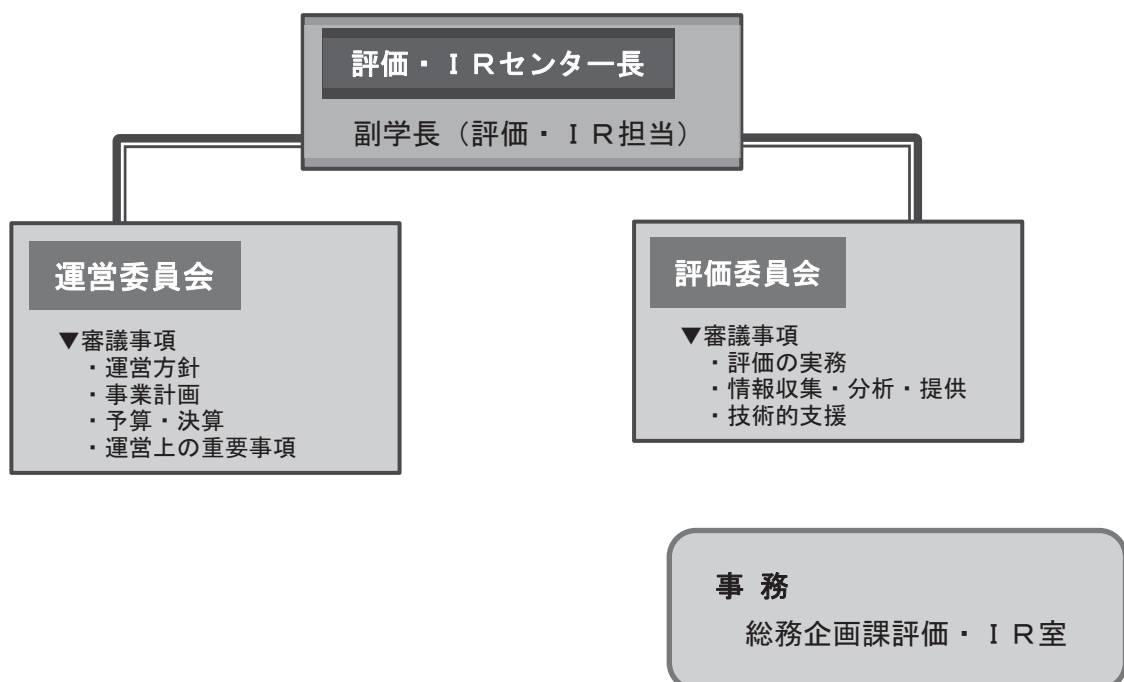 評価・ＩＲセンター長
副学長（評価・ＩＲ担当）
運営委員会
▼審議事項
・運営方針
・事業計画
・予算・決算
・運営上の重要事項
評価委員会
▼審議事項
・評価の実務
・情報収集・分析・提供
・技術的支援
事 務
総務企画課評価・ＩＲ室